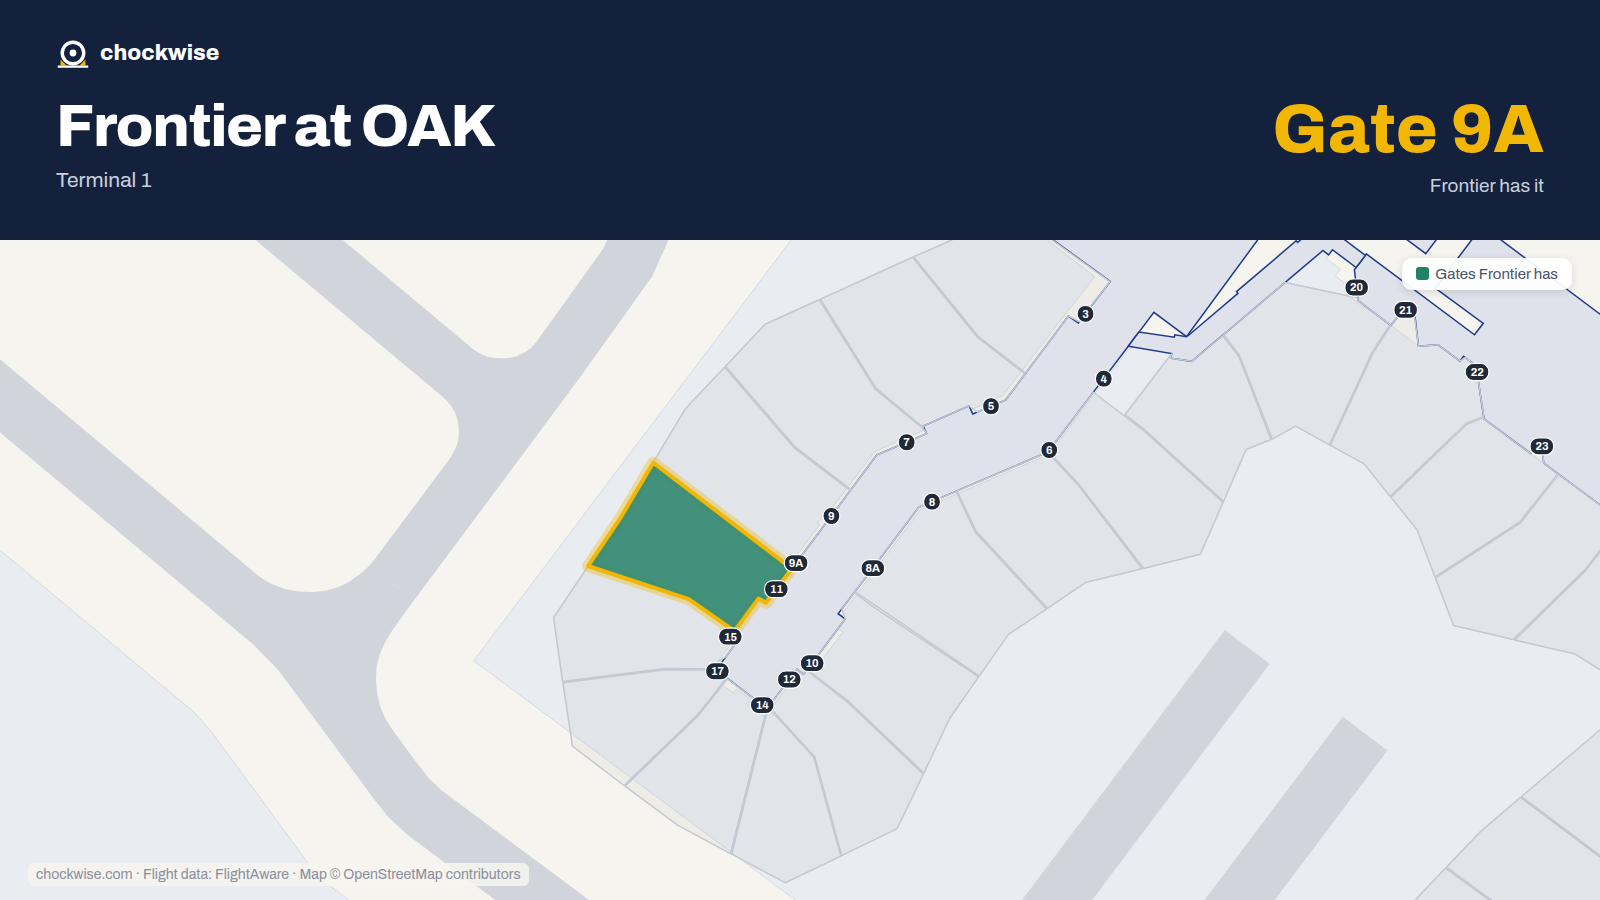 chockwise
Frontier at OAK
Terminal 1
Gate 9A
Frontier has it
Gates Frontier has
20
21
3
22
4
5
7
23
6
8
9
9A
8A
11
15
10
17
12
14
chockwise.com · Flight data: FlightAware · Map © OpenStreetMap contributors